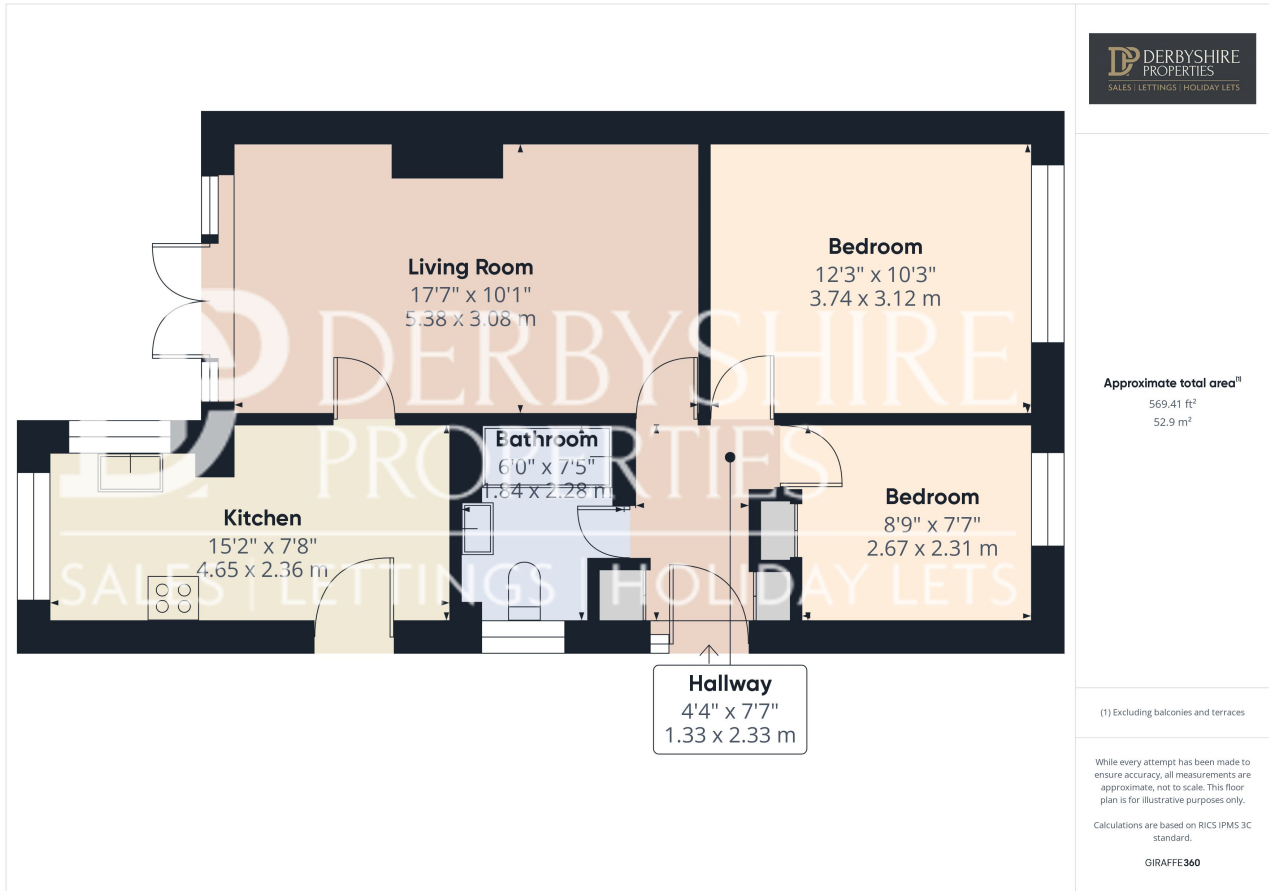 DP DERBYSHIRE
PROPERTIES
SALES | LETTINGS | HOLIDAY LETS
Living Room
17'7" x 10'1"
5.38 x 3.08 m
Bedroom
12'3" x 10'3"
3.74 x 3.12 m
DERBYSHIRE
PROPERTIES
SALES | LETTINGS | HOLIDAY LETS
Bathroom
6'0" x 7'5"
1.84 x 2.28 m
Kitchen
15'2" x 7'8"
4.65 x 2.36 m
Bedroom
8'9" x 7'7"
2.67 x 2.31 m
Hallway
4'4" x 7'7"
1.33 x 2.33 m
Approximate total area(1)
569.41 ft²
52.9 m²
(1) Excluding balconies and terraces
While every attempt has been made to
ensure accuracy, all measurements are
approximate, not to scale. This floor
plan is for illustrative purposes only.
Calculations are based on RICS IPMS 3C
standard.
GIRAFFE360